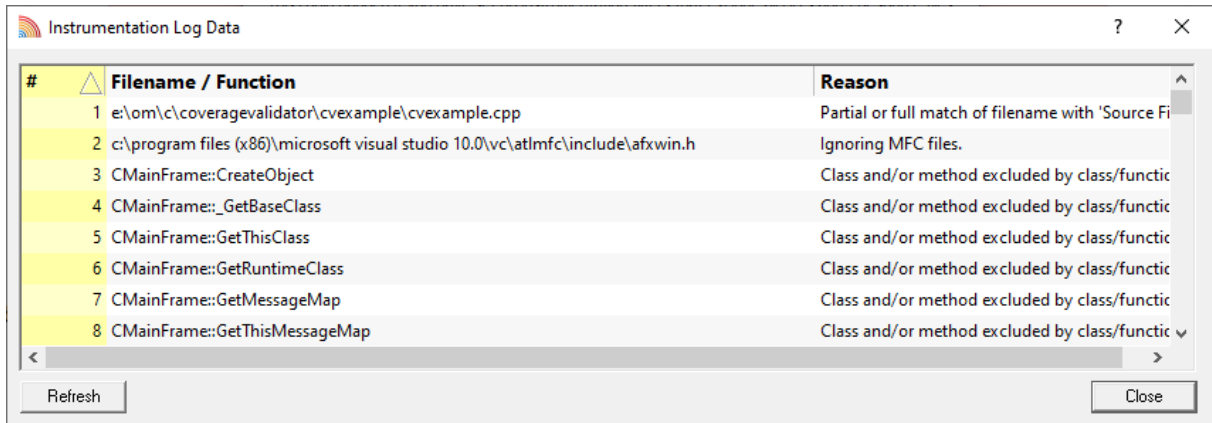 Instrumentation Log Data ?
# Filename / Function Reason
1 e:\om\c\coveragevalidator\cvexample\cvexample.cpp Partial or full match of filename with 'Source Fi
2 c:\program files (x86)\microsoft visual studio 10.0\vc\atlmfc\include\afxwin.h Ignoring MFC files.
3 CMainFrame::CreateObject Class and/or method excluded by class/functic
4 CMainFrame::_GetBaseClass Class and/or method excluded by class/functic
5 CMainFrame::GetThisClass Class and/or method excluded by class/functic
6 CMainFrame::GetRuntimeClass Class and/or method excluded by class/functic
7 CMainFrame::GetMessageMap Class and/or method excluded by class/functic
8 CMainFrame::GetThisMessageMap Class and/or method excluded by class/functic
Refresh Close